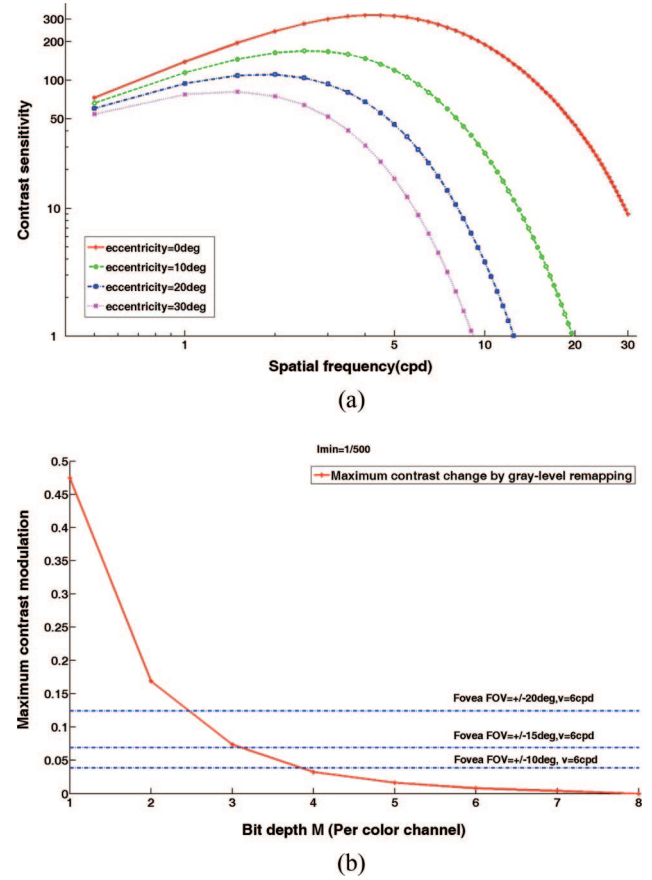 300
100
50
10
1
Contrast sensitivity
eccentricity=0deg
eccentricity=10deg
eccentricity=20deg
eccentricity=30deg
1 5 10 20 30
Spatial frequency(cpd)
(a)
Imin=1/500
Maximum contrast change by gray-level remapping
0.5
0.45
0.4
0.35
0.3
0.25
0.2
0.15
0.1
0.05
0
Maximum contrast modulation
Fovea FOV=+/-20deg,v=6cpd
Fovea FOV=+/-15deg,v=6cpd
Fovea FOV=+/-10deg, v=6cpd
1 2 3 4 5 6 7 8
Bit depth M (Per color channel)
(b)